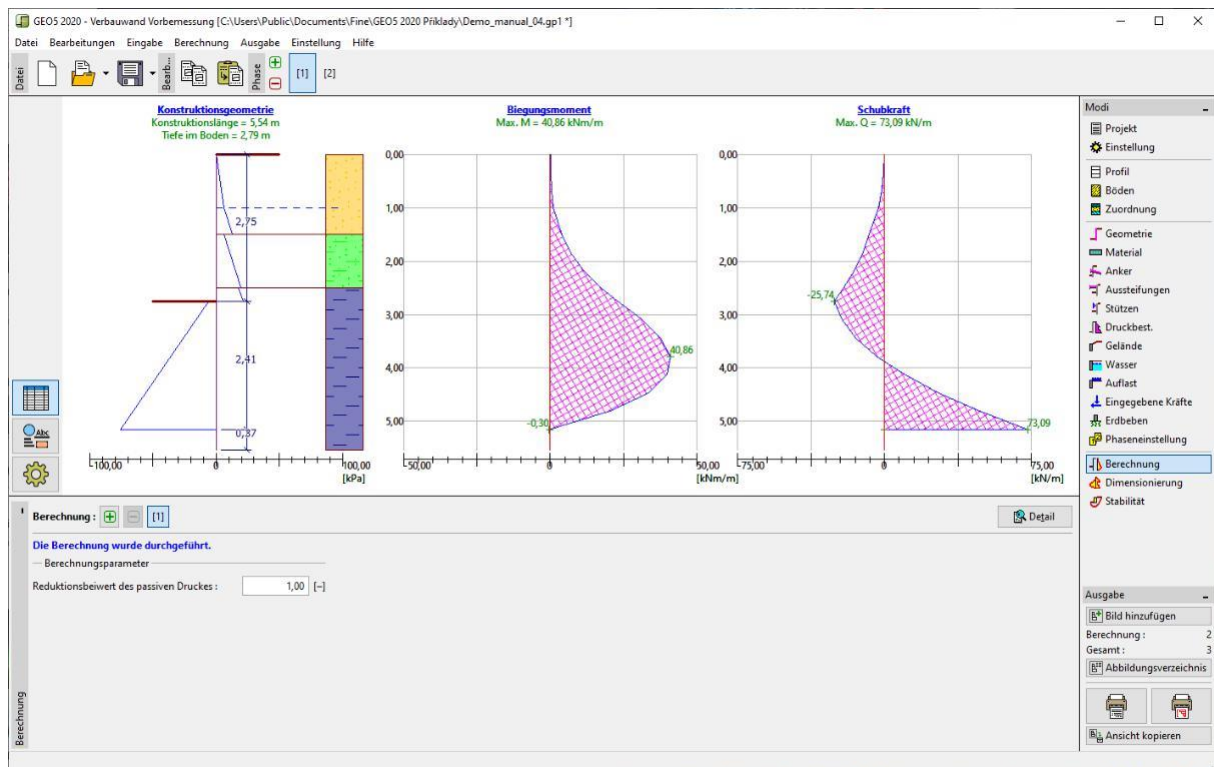 GEO5 2020 - Verbauwand Vorbemessung [C:\Users\Public\Documents\Fine\GEO5 2020 Příklady\Demo_manual_04.gp1 *]
Datei Bearbeitungen Eingabe Berechnung Ausgabe Einstellung Hilfe
Datei
Bearb...
Phase
[1] [2]
Konstruktionsgeometrie
Konstruktionslänge = 5,54 m
Tiefe im Boden = 2,79 m
2,75
2,41
0,37
-100,00 0 100,00
[kPa]
Biegungsmoment
Max. M = 40,86 kNm/m
0,00
1,00
2,00
3,00
4,00
5,00
40,86
-0,30
-50,00 0 50,00
[kNm/m]
Schubkraft
Max. Q = 73,09 kN/m
0,00
1,00
2,00
3,00
4,00
5,00
-25,74
73,09
-75,00 0 75,00
[kN/m]
Abc
Modi
Projekt
Einstellung
Profil
Böden
Zuordnung
Geometrie
Material
Anker
Aussteifungen
Stützen
Druckbest.
Gelände
Wasser
Auflast
Eingegebene Kräfte
Erdbeben
Phaseneinstellung
Berechnung
Dimensionierung
Stabilität
Berechnung : [1]
Detail
Die Berechnung wurde durchgeführt.
Berechnungsparameter
Reduktionsbeiwert des passiven Druckes : 1,00 [–]
Berechnung
Ausgabe
Bild hinzufügen
Berechnung : 2
Gesamt : 3
Abbildungsverzeichnis
Ansicht kopieren